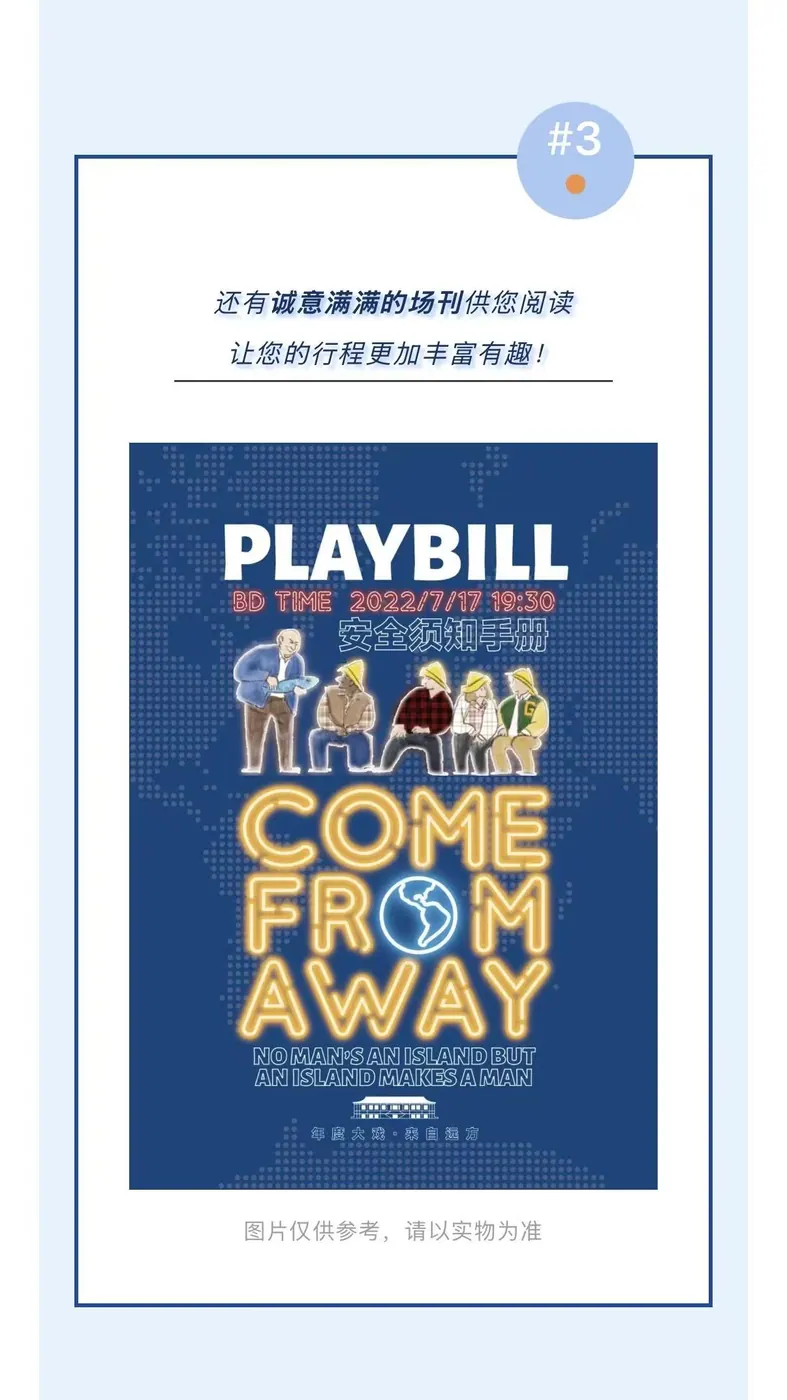 #3
还有诚意满满的场刊供您阅读
让您的行程更加丰富有趣！
PLAYBILL
BD TIME 2022/7/17 19:30
安全须知手册
G
COME
FROM
AWAY
NO MAN'S AN ISLAND BUT
AN ISLAND MAKES A MAN
年度大戏·来自远方
图片仅供参考，请以实物为准